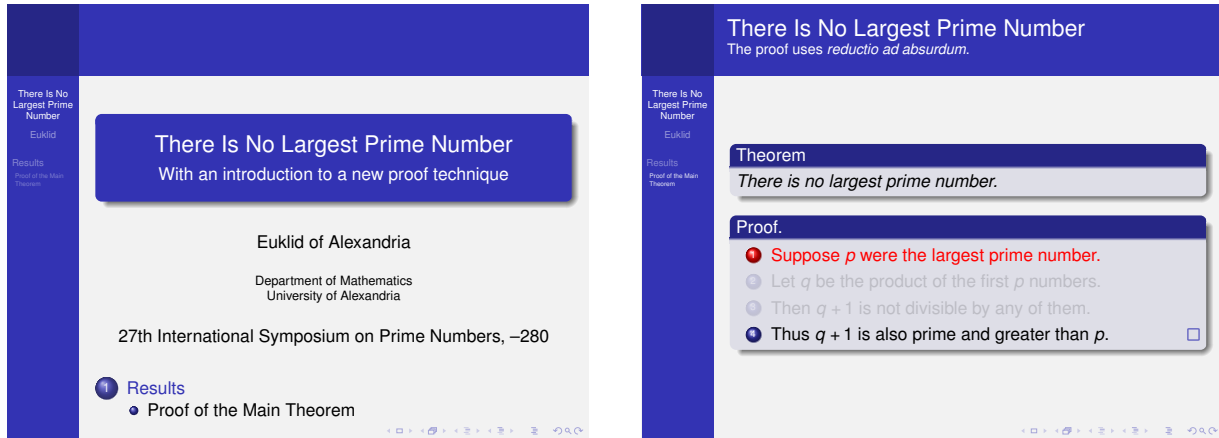 There Is No
Largest Prime
Number
Euklid
Results
Proof of the Main
Theorem
There Is No Largest Prime Number
With an introduction to a new proof technique
Euklid of Alexandria
Department of Mathematics
University of Alexandria
27th International Symposium on Prime Numbers, –280
1 Results
Proof of the Main Theorem
There Is No Largest Prime Number
The proof uses reductio ad absurdum.
There Is No
Largest Prime
Number
Euklid
Results
Proof of the Main
Theorem
Theorem
There is no largest prime number.
Proof.
1 Suppose p were the largest prime number.
2 Let q be the product of the first p numbers.
3 Then q + 1 is not divisible by any of them.
4 Thus q + 1 is also prime and greater than p.